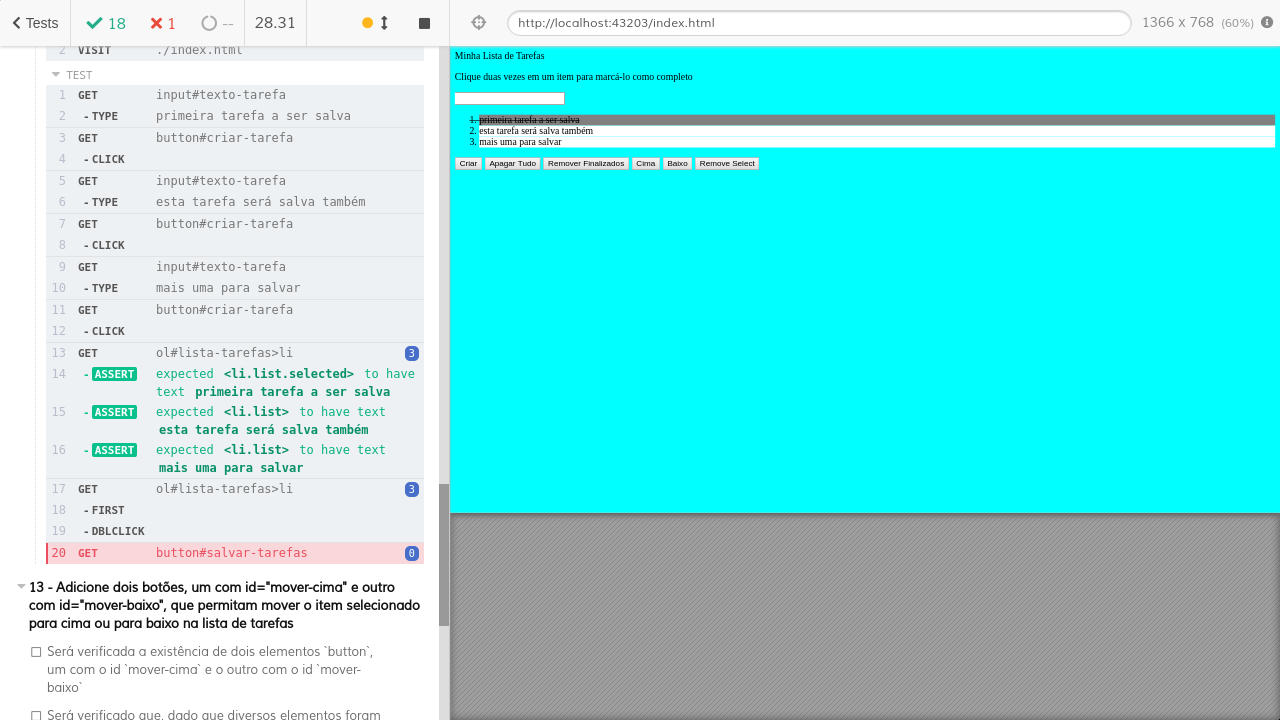 Tests 18 1 -- 28.31 http://localhost:43203/index.html 1366 x 768 (60%)
2 VISIT ./index.html
TEST
1 GET input#texto-tarefa
2 - TYPE primeira tarefa a ser salva
3 GET button#criar-tarefa
4 - CLICK
5 GET input#texto-tarefa
6 - TYPE esta tarefa será salva também
7 GET button#criar-tarefa
8 - CLICK
9 GET input#texto-tarefa
10 - TYPE mais uma para salvar
11 GET button#criar-tarefa
12 - CLICK
13 GET ol#lista-tarefas>li 3
14 - ASSERT expected <li.list.selected> to have
text primeira tarefa a ser salva
15 - ASSERT expected <li.list> to have text
esta tarefa será salva também
16 - ASSERT expected <li.list> to have text
mais uma para salvar
17 GET ol#lista-tarefas>li 3
18 - FIRST
19 - DBLCLICK
20 GET button#salvar-tarefas 0
13 - Adicione dois botões, um com id="mover-cima" e outro
com id="mover-baixo", que permitam mover o item selecionado
para cima ou para baixo na lista de tarefas
Será verificada a existência de dois elementos `button`,
um com o id `mover-cima` e o outro com o id `mover-
baixo`
Será verificado que, dado que diversos elementos foram
Minha Lista de Tarefas
Clique duas vezes em um item para marcá-lo como completo
1. primeira tarefa a ser salva
2. esta tarefa será salva também
3. mais uma para salvar
Criar Apagar Tudo Remover Finalizados Cima Baixo Remove Select